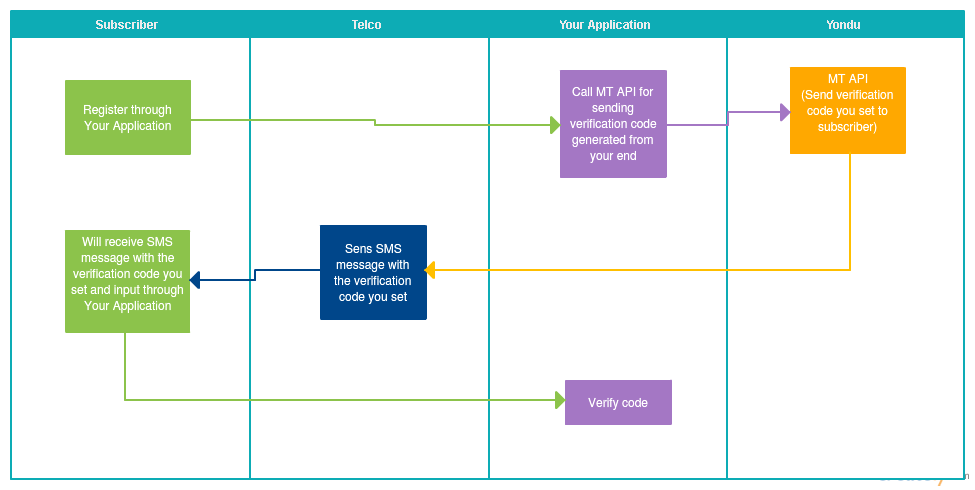 Subscriber
Telco
Your Application
Yondu
Register through
Your Application
Call MT API for
sending
verification code
generated from
your end
MT API
(Send verification
code you set to
subscriber)
Will receive SMS
message with the
verification code you
set and input through
Your Application
Sens SMS
message with
the verification
code you set
Verify code